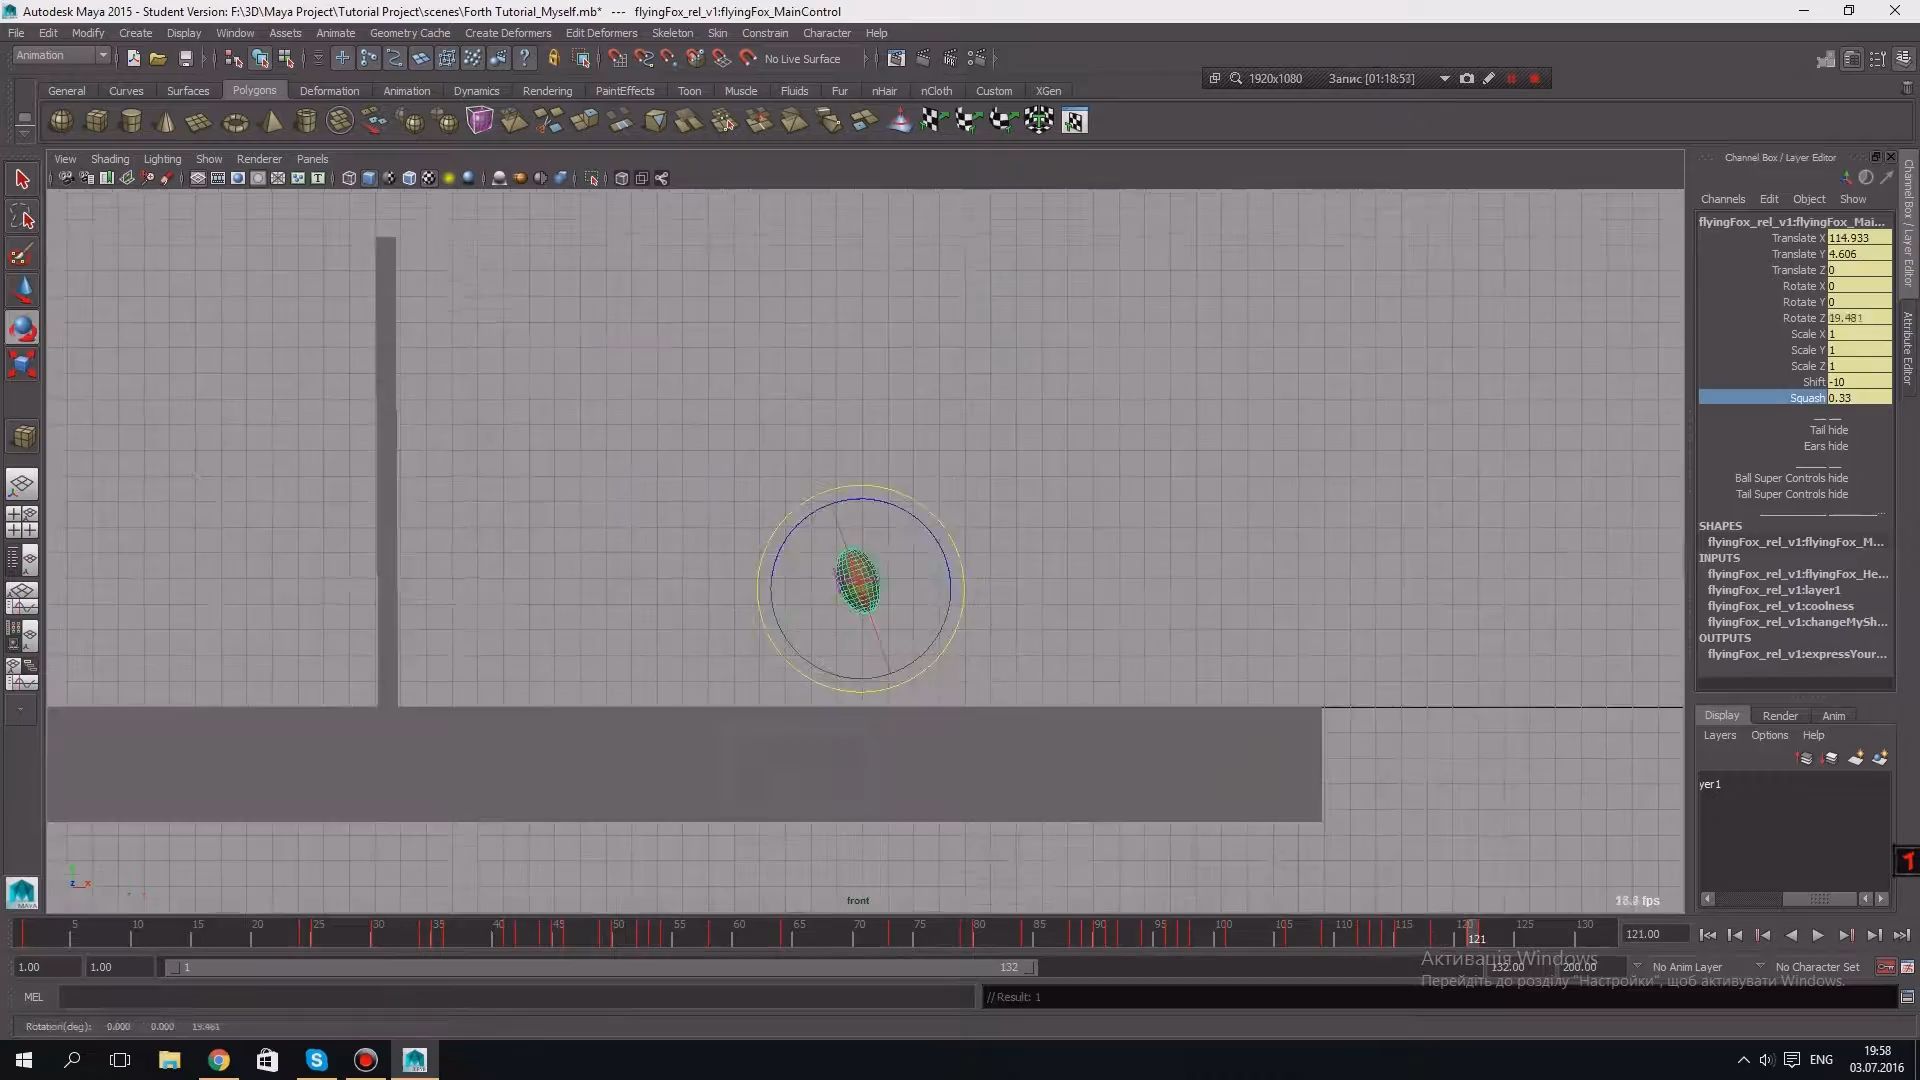 Autodesk Maya 2015 - Student Version: F:\3D\Maya Project\Tutorial Project\scenes\Forth Tutorial_Myself.mb* --- flyingFox_rel_v1:flyingFox_MainControl
File Edit Modify Create Display Window Assets Animate Geometry Cache Create Deformers Edit Deformers Skeleton Skin Constrain Character Help
Animation
No Live Surface
1920x1080 Запис [01:18:53]
General Curves Surfaces Polygons Deformation Animation Dynamics Rendering PaintEffects Toon Muscle Fluids Fur nHair nCloth Custom XGen
View Shading Lighting Show Renderer Panels
Channel Box / Layer Editor
Channels Edit Object Show
flyingFox_rel_v1:flyingFox_Mai...
Translate X 114.933
Translate Y 4.606
Translate Z 0
Rotate X 0
Rotate Y 0
Rotate Z 19.481
Scale X 1
Scale Y 1
Scale Z 1
Shift -10
Squash 0.33
Tail hide
Ears hide
Ball Super Controls hide
Tail Super Controls hide
SHAPES
flyingFox_rel_v1:flyingFox_M...
INPUTS
flyingFox_rel_v1:flyingFox_He...
flyingFox_rel_v1:layer1
flyingFox_rel_v1:coolness
flyingFox_rel_v1:changeMySh...
OUTPUTS
flyingFox_rel_v1:expressYour...
Channel Box / Layer Editor
Attribute Editor
Display Render Anim
Layers Options Help
yer1
front
fps
5 10 15 20 25 30 35 40 45 50 55 60 65 70 75 80 85 90 95 100 105 110 115 120 125 130
121
121.00
1.00 1.00 1 132 132.00 200.00 No Anim Layer No Character Set
Активація Windows
Перейдіть до розділу "Настройки", щоб активувати Windows.
MEL
// Result: 1
Rotation(deg): 0.000 0.000 19.481
ENG
19:58
03.07.2016